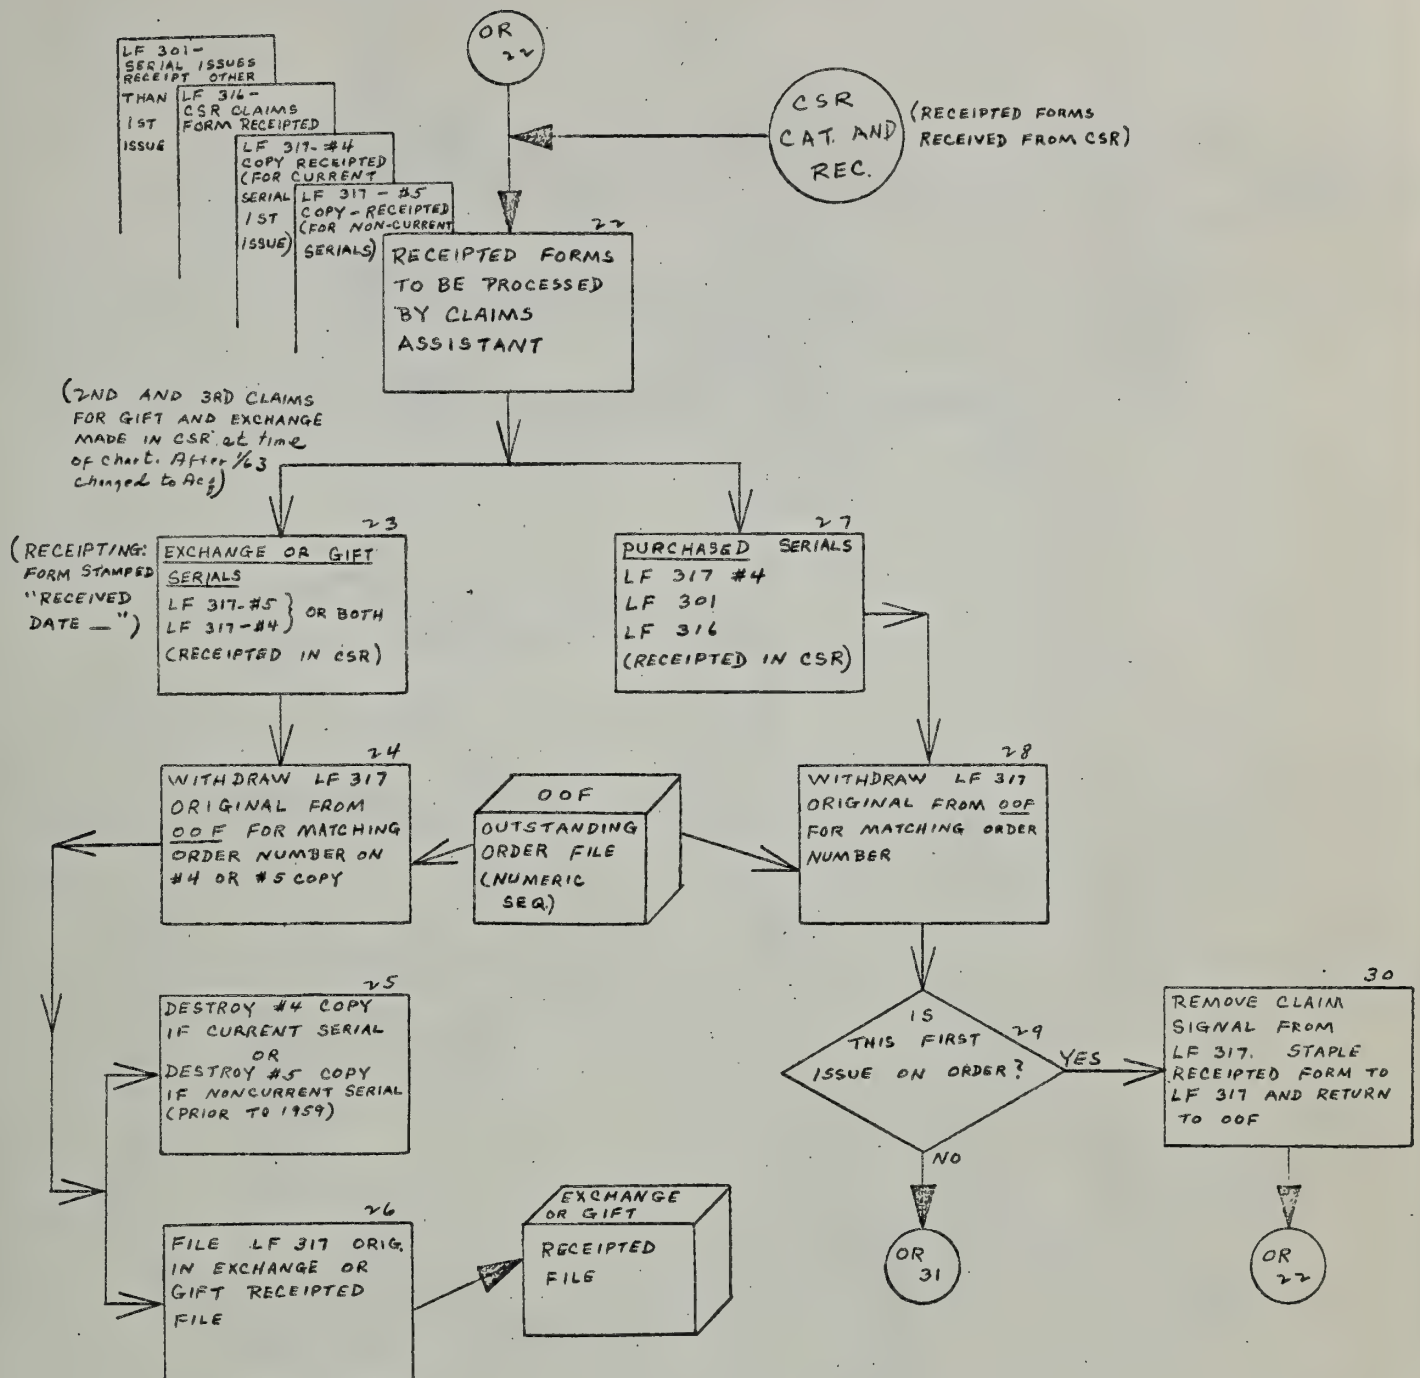 LF 301-
SERIAL ISSUES
RECEIPT OTHER
THAN
1ST
ISSUE
LF 316-
CSR CLAIMS
FORM RECEIPTED
LF 317-#4
COPY RECEIPTED
(FOR CURRENT
SERIAL
1ST
ISSUE)
LF 317-#5
COPY-RECEIPTED
(FOR NON-CURRENT
SERIALS)
OR
22
CSR
CAT. AND
REC.
(RECEIPTED FORMS
RECEIVED FROM CSR)
22
RECEIPTED FORMS
TO BE PROCESSED
BY CLAIMS
ASSISTANT
(2ND AND 3RD CLAIMS
FOR GIFT AND EXCHANGE
MADE IN CSR at time
of chart. After 1/63
changed to Acq)
(RECEIPTING:
FORM STAMPED
"RECEIVED
DATE —")
23
EXCHANGE OR GIFT
SERIALS
LF 317-#5
LF 317-#4} OR BOTH
(RECEIPTED IN CSR)
27
PURCHASED SERIALS
LF 317 #4
LF 301
LF 316
(RECEIPTED IN CSR)
24
WITHDRAW LF 317
ORIGINAL FROM
OOF FOR MATCHING
ORDER NUMBER ON
#4 OR #5 COPY
OOF
OUTSTANDING
ORDER FILE
(NUMERIC
SEQ.)
28
WITHDRAW LF 317
ORIGINAL FROM OOF
FOR MATCHING ORDER
NUMBER
25
DESTROY #4 COPY
IF CURRENT SERIAL
OR
DESTROY #5 COPY
IF NONCURRENT SERIAL
(PRIOR TO 1959)
29
IS
THIS FIRST
ISSUE ON ORDER?
YES
NO
30
REMOVE CLAIM
SIGNAL FROM
LF 317. STAPLE
RECEIPTED FORM TO
LF 317 AND RETURN
TO OOF
26
FILE LF 317 ORIG.
IN EXCHANGE OR
GIFT RECEIPTED
FILE
EXCHANGE
OR GIFT
RECEIPTED
FILE
OR
31
OR
22